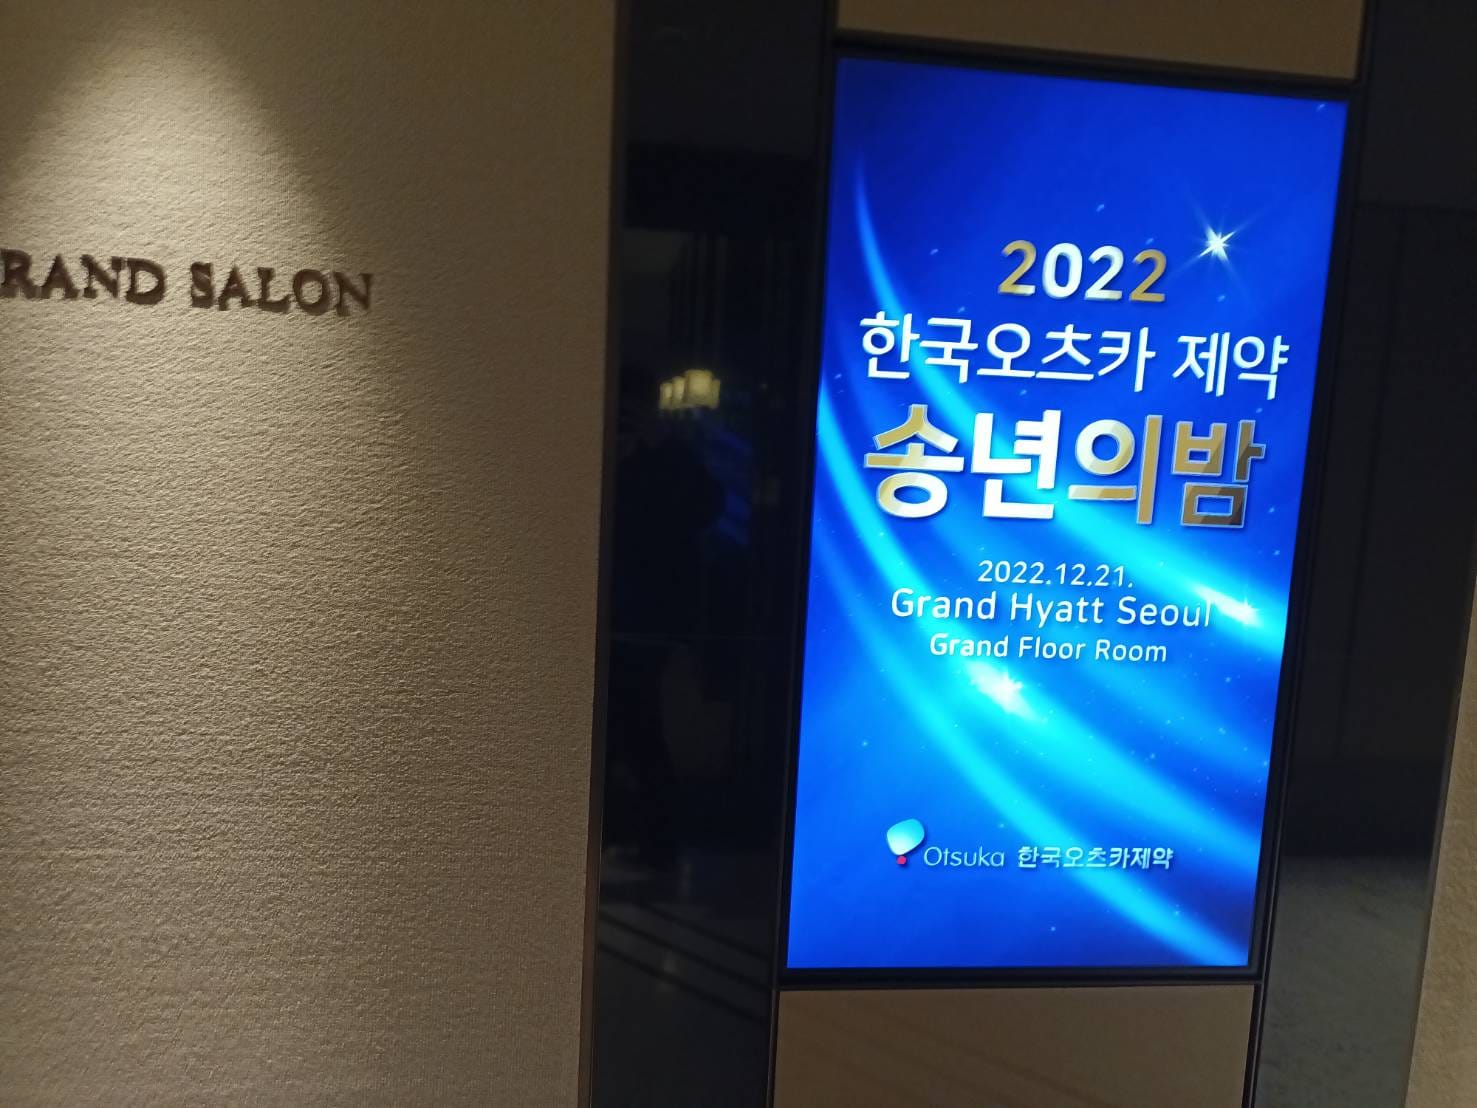 RAND SALON
2022
한국오츠카 제약
송년의밤
2022.12.21.
Grand Hyatt Seoul
Grand Floor Room
Otsuka 한국오츠카제약